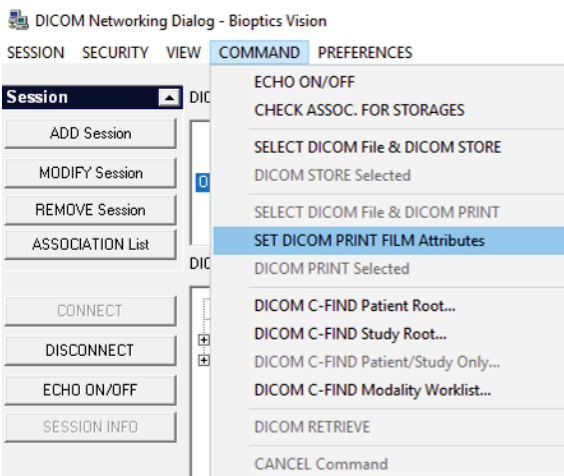 DICOM Networking Dialog - Bioptics Vision
SESSION SECURITY VIEW COMMAND PREFERENCES
Session
DIC
ADD Session
MODIFY Session
REMOVE Session
ASSOCIATION List
DIC
CONNECT
DISCONNECT
ECHO ON/OFF
SESSION INFO
ECHO ON/OFF
CHECK ASSOC. FOR STORAGES
SELECT DICOM File & DICOM STORE
DICOM STORE Selected
SELECT DICOM File & DICOM PRINT
SET DICOM PRINT FILM Attributes
DICOM PRINT Selected
DICOM C-FIND Patient Root...
DICOM C-FIND Study Root...
DICOM C-FIND Patient/Study Only...
DICOM C-FIND Modality Worklist...
DICOM RETRIEVE
CANCEL Command